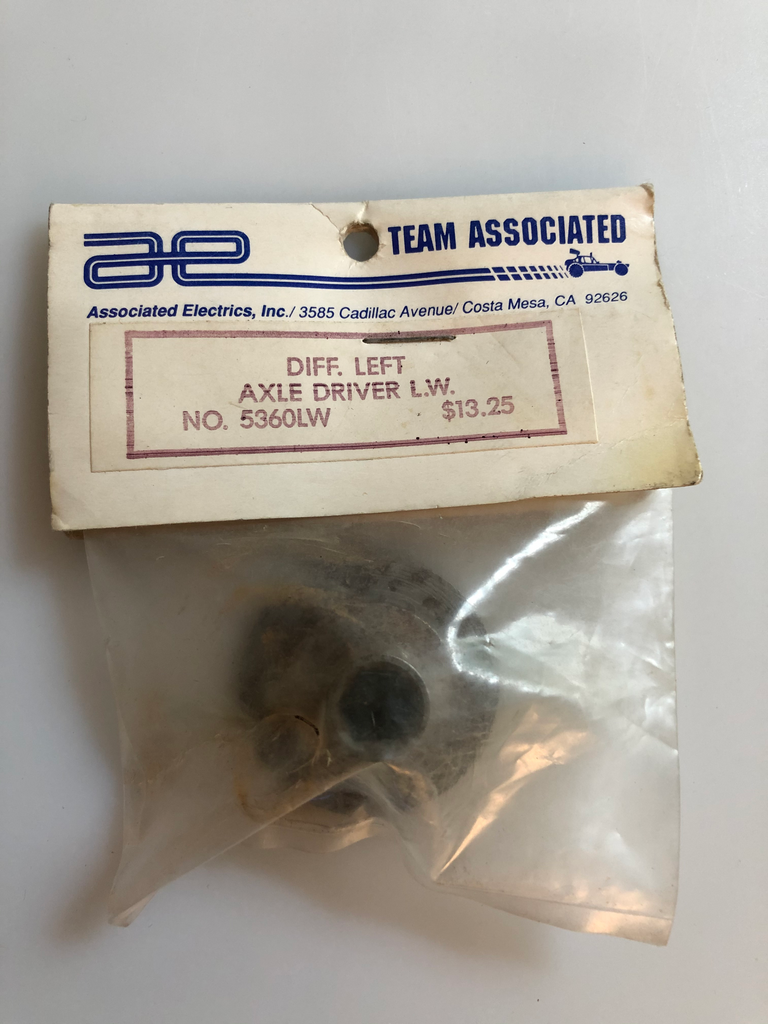 ae TEAM ASSOCIATED
Associated Electrics, Inc./ 3585 Cadillac Avenue/ Costa Mesa, CA 92626
DIFF. LEFT
AXLE DRIVER L.W.
NO. 5360LW $13.25